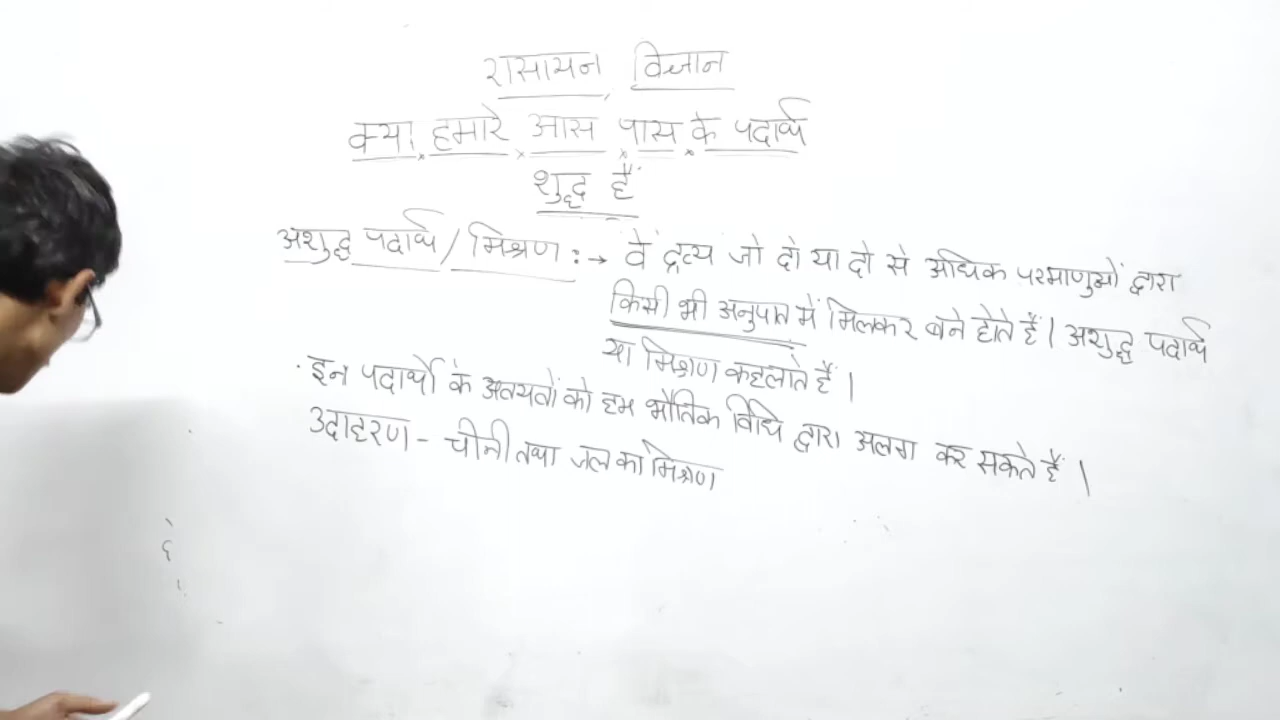 रासायन विज्ञान
क्या हमारे आस पास के पदार्थ
शुद्ध हैं
अशुद्ध पदार्थ / मिश्रण :→ वे द्रव्य जो दो या दो से अधिक परमाणुओं द्वारा
किसी भी अनुपात में मिलकर बने होते हैं | अशुद्ध पदार्थ
या मिश्रण कहलाते हैं |
· इन पदार्थो के अवयवों को हम भौतिक विधि द्वारा अलग कर सकते हैं |
उदाहरण - चीनी तथा जल का मिश्रण